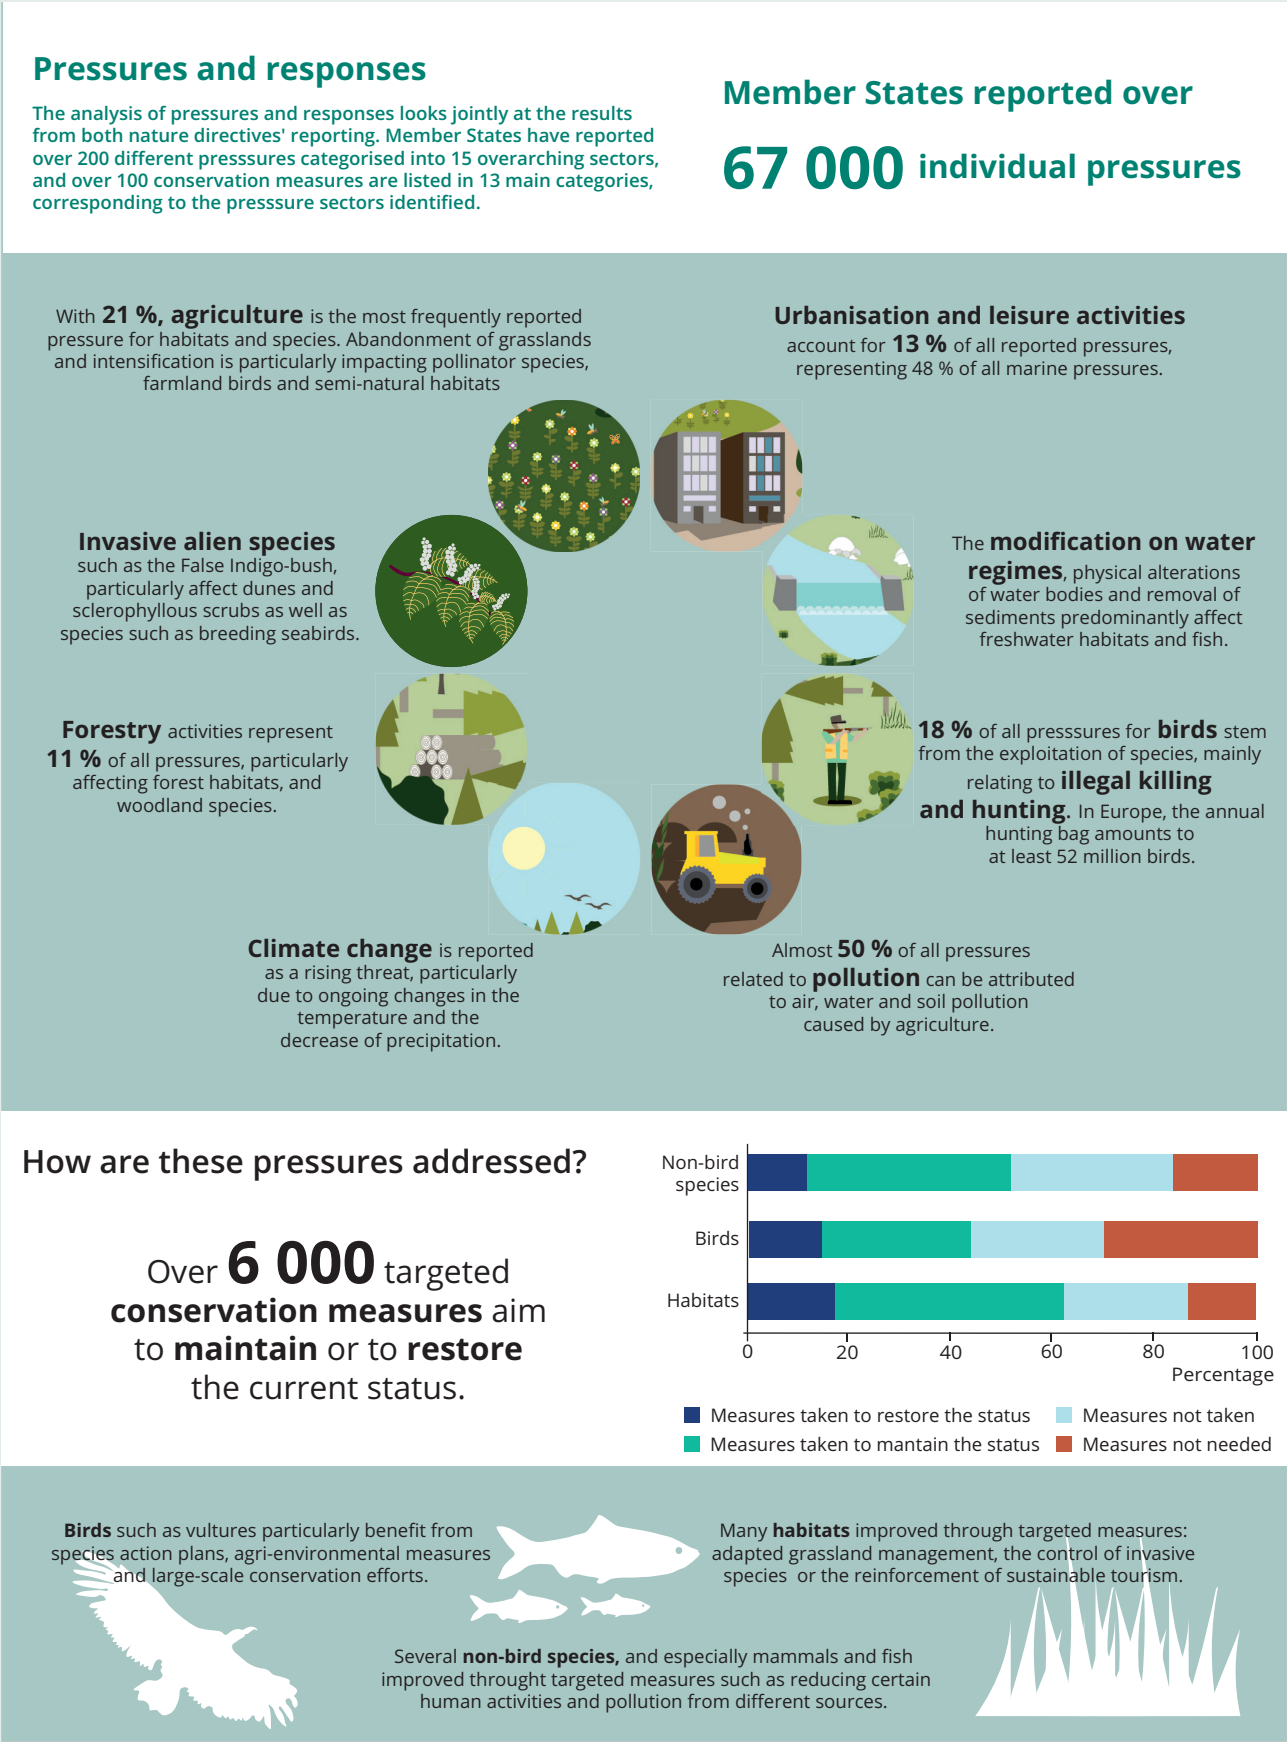 Pressures and responses
The analysis of pressures and responses looks jointly at the results
from both nature directives' reporting. Member States have reported
over 200 different presssures categorised into 15 overarching sectors,
and over 100 conservation measures are listed in 13 main categories,
corresponding to the presssure sectors identified.
Member States reported over
67 000 individual pressures
With 21 %, agriculture is the most frequently reported
pressure for habitats and species. Abandonment of grasslands
and intensification is particularly impacting pollinator species,
farmland birds and semi-natural habitats
Urbanisation and leisure activities
account for 13 % of all reported pressures,
representing 48 % of all marine pressures.
Invasive alien species
such as the False Indigo-bush,
particularly affect dunes and
sclerophyllous scrubs as well as
species such as breeding seabirds.
The modification on water
regimes, physical alterations
of water bodies and removal of
sediments predominantly affect
freshwater habitats and fish.
Forestry activities represent
11 % of all pressures, particularly
affecting forest habitats, and
woodland species.
18 % of all presssures for birds stem
from the exploitation of species, mainly
relating to illegal killing
and hunting. In Europe, the annual
hunting bag amounts to
at least 52 million birds.
Climate change is reported
as a rising threat, particularly
due to ongoing changes in the
temperature and the
decrease of precipitation.
Almost 50 % of all pressures
related to pollution can be attributed
to air, water and soil pollution
caused by agriculture.
How are these pressures addressed?
Over 6 000 targeted
conservation measures aim
to maintain or to restore
the current status.
Non-bird
species
Birds
Habitats
0 20 40 60 80 100
Percentage
Measures taken to restore the status
Measures not taken
Measures taken to mantain the status
Measures not needed
Birds such as vultures particularly benefit from
species action plans, agri-environmental measures
and large-scale conservation efforts.
Many habitats improved through targeted measures:
adapted grassland management, the control of invasive
species or the reinforcement of sustainable tourism.
Several non-bird species, and especially mammals and fish
improved throught targeted measures such as reducing certain
human activities and pollution from different sources.